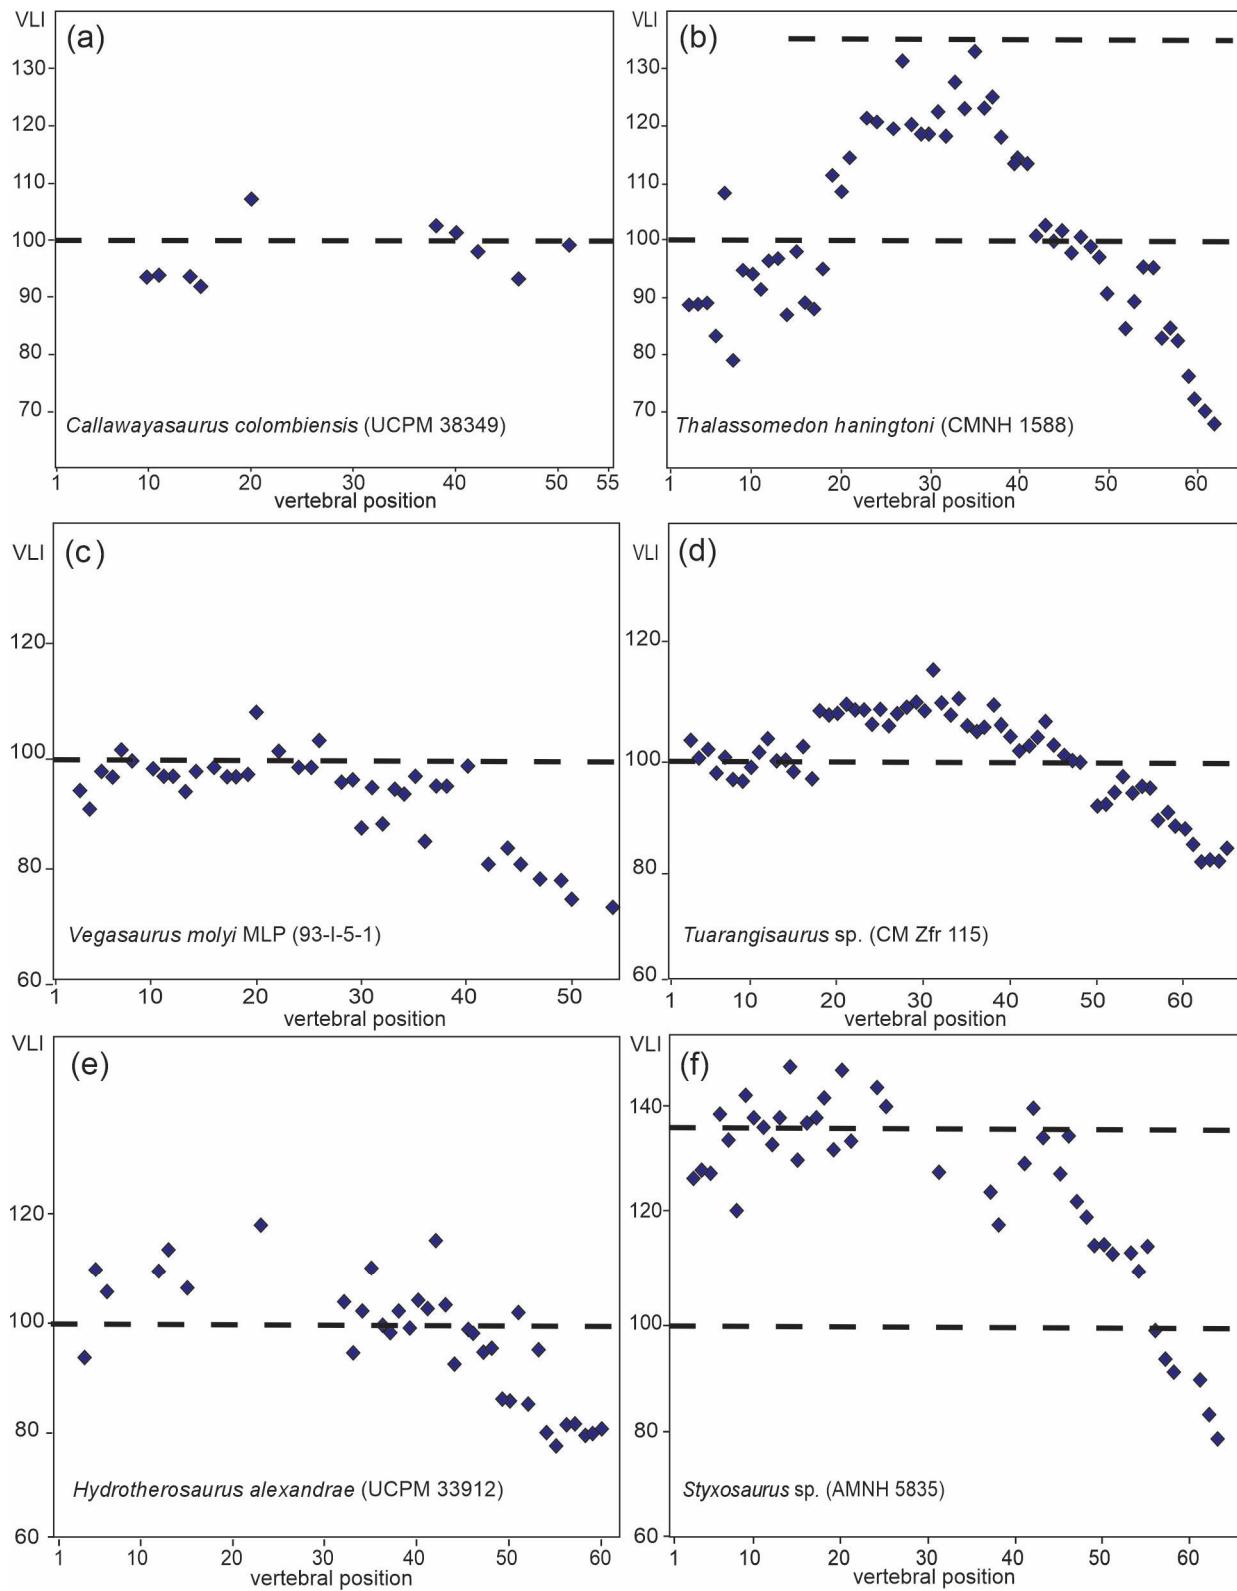 VLI
(a)
130
120
110
100
90
80
70
Callawayasaurus colombiensis (UCPM 38349)
1 10 20 30 40 50 55
vertebral position
VLI
(b)
130
120
110
100
90
80
70
Thalassomedon haningtoni (CMNH 1588)
1 10 20 30 40 50 60
vertebral position
VLI
(c)
120
100
80
60
Vegasaurus molyi MLP (93-I-5-1)
1 10 20 30 40 50
vertebral position
VLI
(d)
120
100
80
60
Tuarangisaurus sp. (CM Zfr 115)
1 10 20 30 40 50 60
vertebral position
VLI
(e)
120
100
80
60
Hydrotherosaurus alexandrae (UCPM 33912)
1 10 20 30 40 50 60
vertebral position
VLI
(f)
140
120
100
80
60
Styxosaurus sp. (AMNH 5835)
1 10 20 30 40 50 60
vertebral position